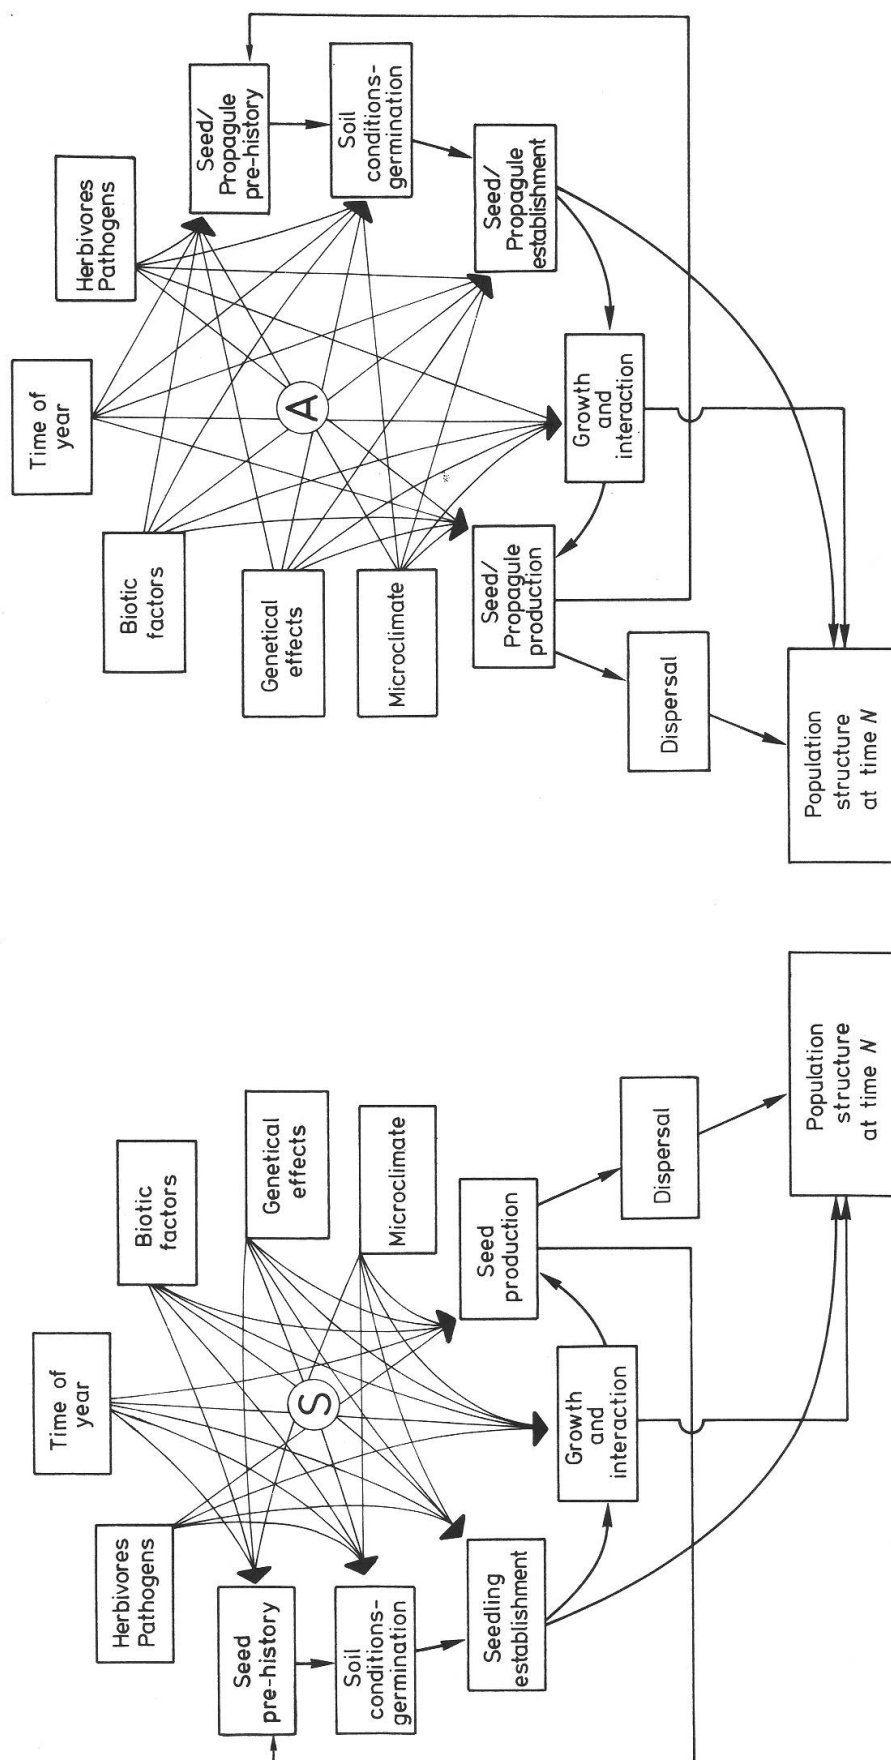 Time of
year
Herbivores
Pathogens
Biotic
factors
Seed
pre-history
Genetical
effects
S
Soil
conditions-
germination
Microclimate
Seedling
establishment
Seed
production
Growth
and
interaction
Dispersal
Population
structure
at time N
Time of
year
Herbivores
Pathogens
Biotic
factors
Seed/
Propagule
pre-history
Genetical
effects
A
Soil
conditions-
germination
Microclimate
Seed/
Propagule
establishment
Seed/
Propagule
production
Growth
and
interaction
Dispersal
Population
structure
at time N